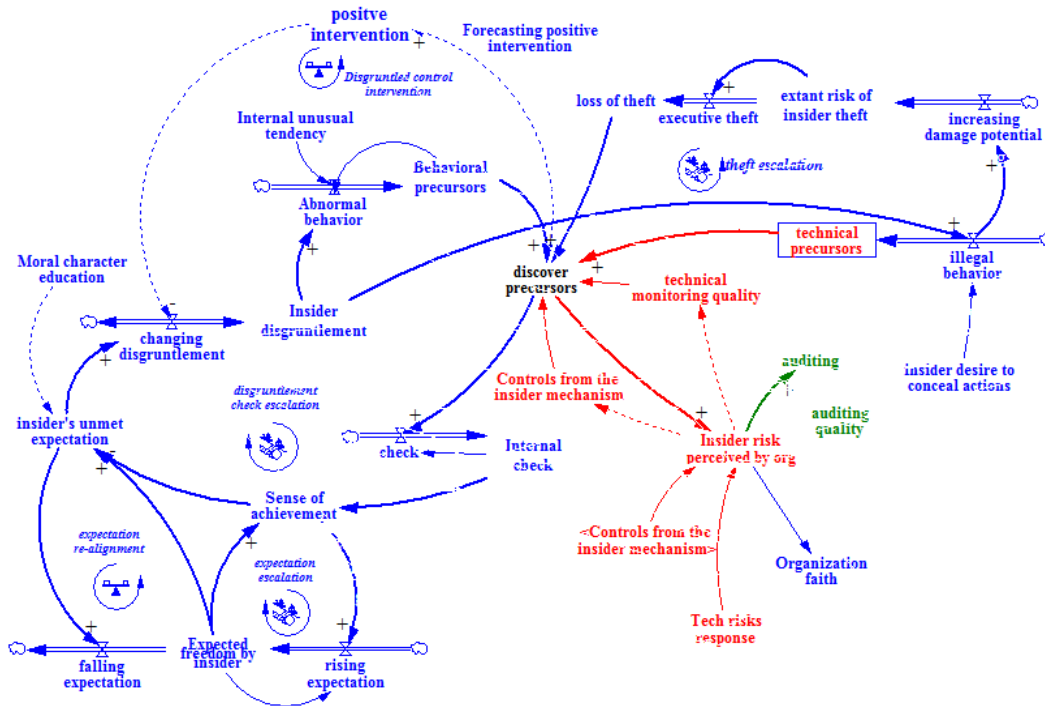 positve
intervention
Forecasting positive
intervention
Disgruntled control
intervention
Internal unusual
tendency
Behavioral
precursors
Abnormal
behavior
loss of theft
executive theft
extant risk of
insider theft
increasing
damage potential
theft escalation
technical
precursors
illegal
behavior
Moral character
education
discover
precursors
technical
monitoring quality
Insider
disgruntlement
changing
disgruntlement
insider desire to
conceal actions
auditing
auditing
quality
Controls from the
insider mechanism
disgruntlement
check escalation
insider's unmet
expectation
check
Internal
check
Insider risk
perceived by org
Sense of
achievement
<Controls from the
insider mechanism>
Organization
faith
expectation
re-alignment
expectation
escalation
Tech risks
response
Expected
freedom by
insider
falling
expectation
rising
expectation